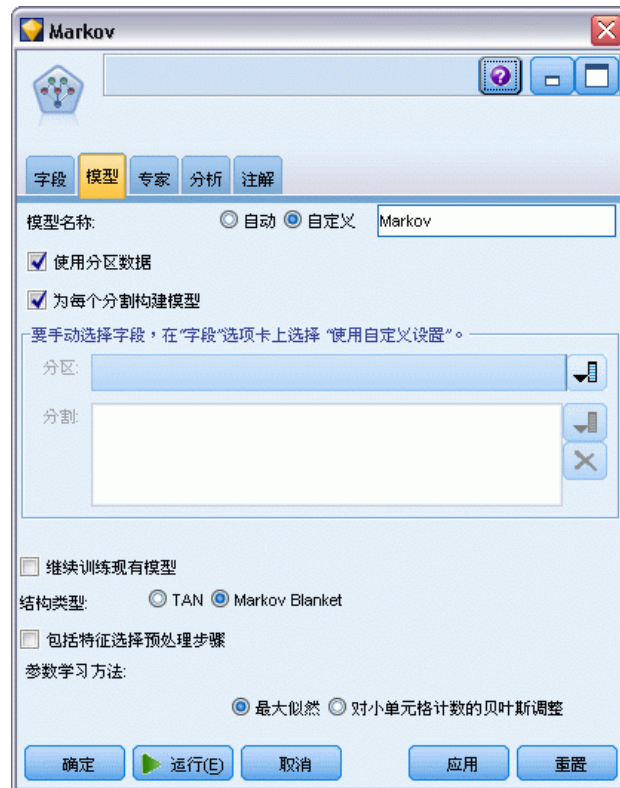 Markov
字段 模型 专家 分析 注解
模型名称: 自动 自定义 Markov
使用分区数据
为每个分割构建模型
要手动选择字段，在“字段”选项卡上选择 “使用自定义设置”。
分区:
分割:
继续训练现有模型
结构类型: TAN Markov Blanket
包括特征选择预处理步骤
参数学习方法:
最大似然 对小单元格计数的贝叶斯调整
确定 运行(E) 取消 应用 重置